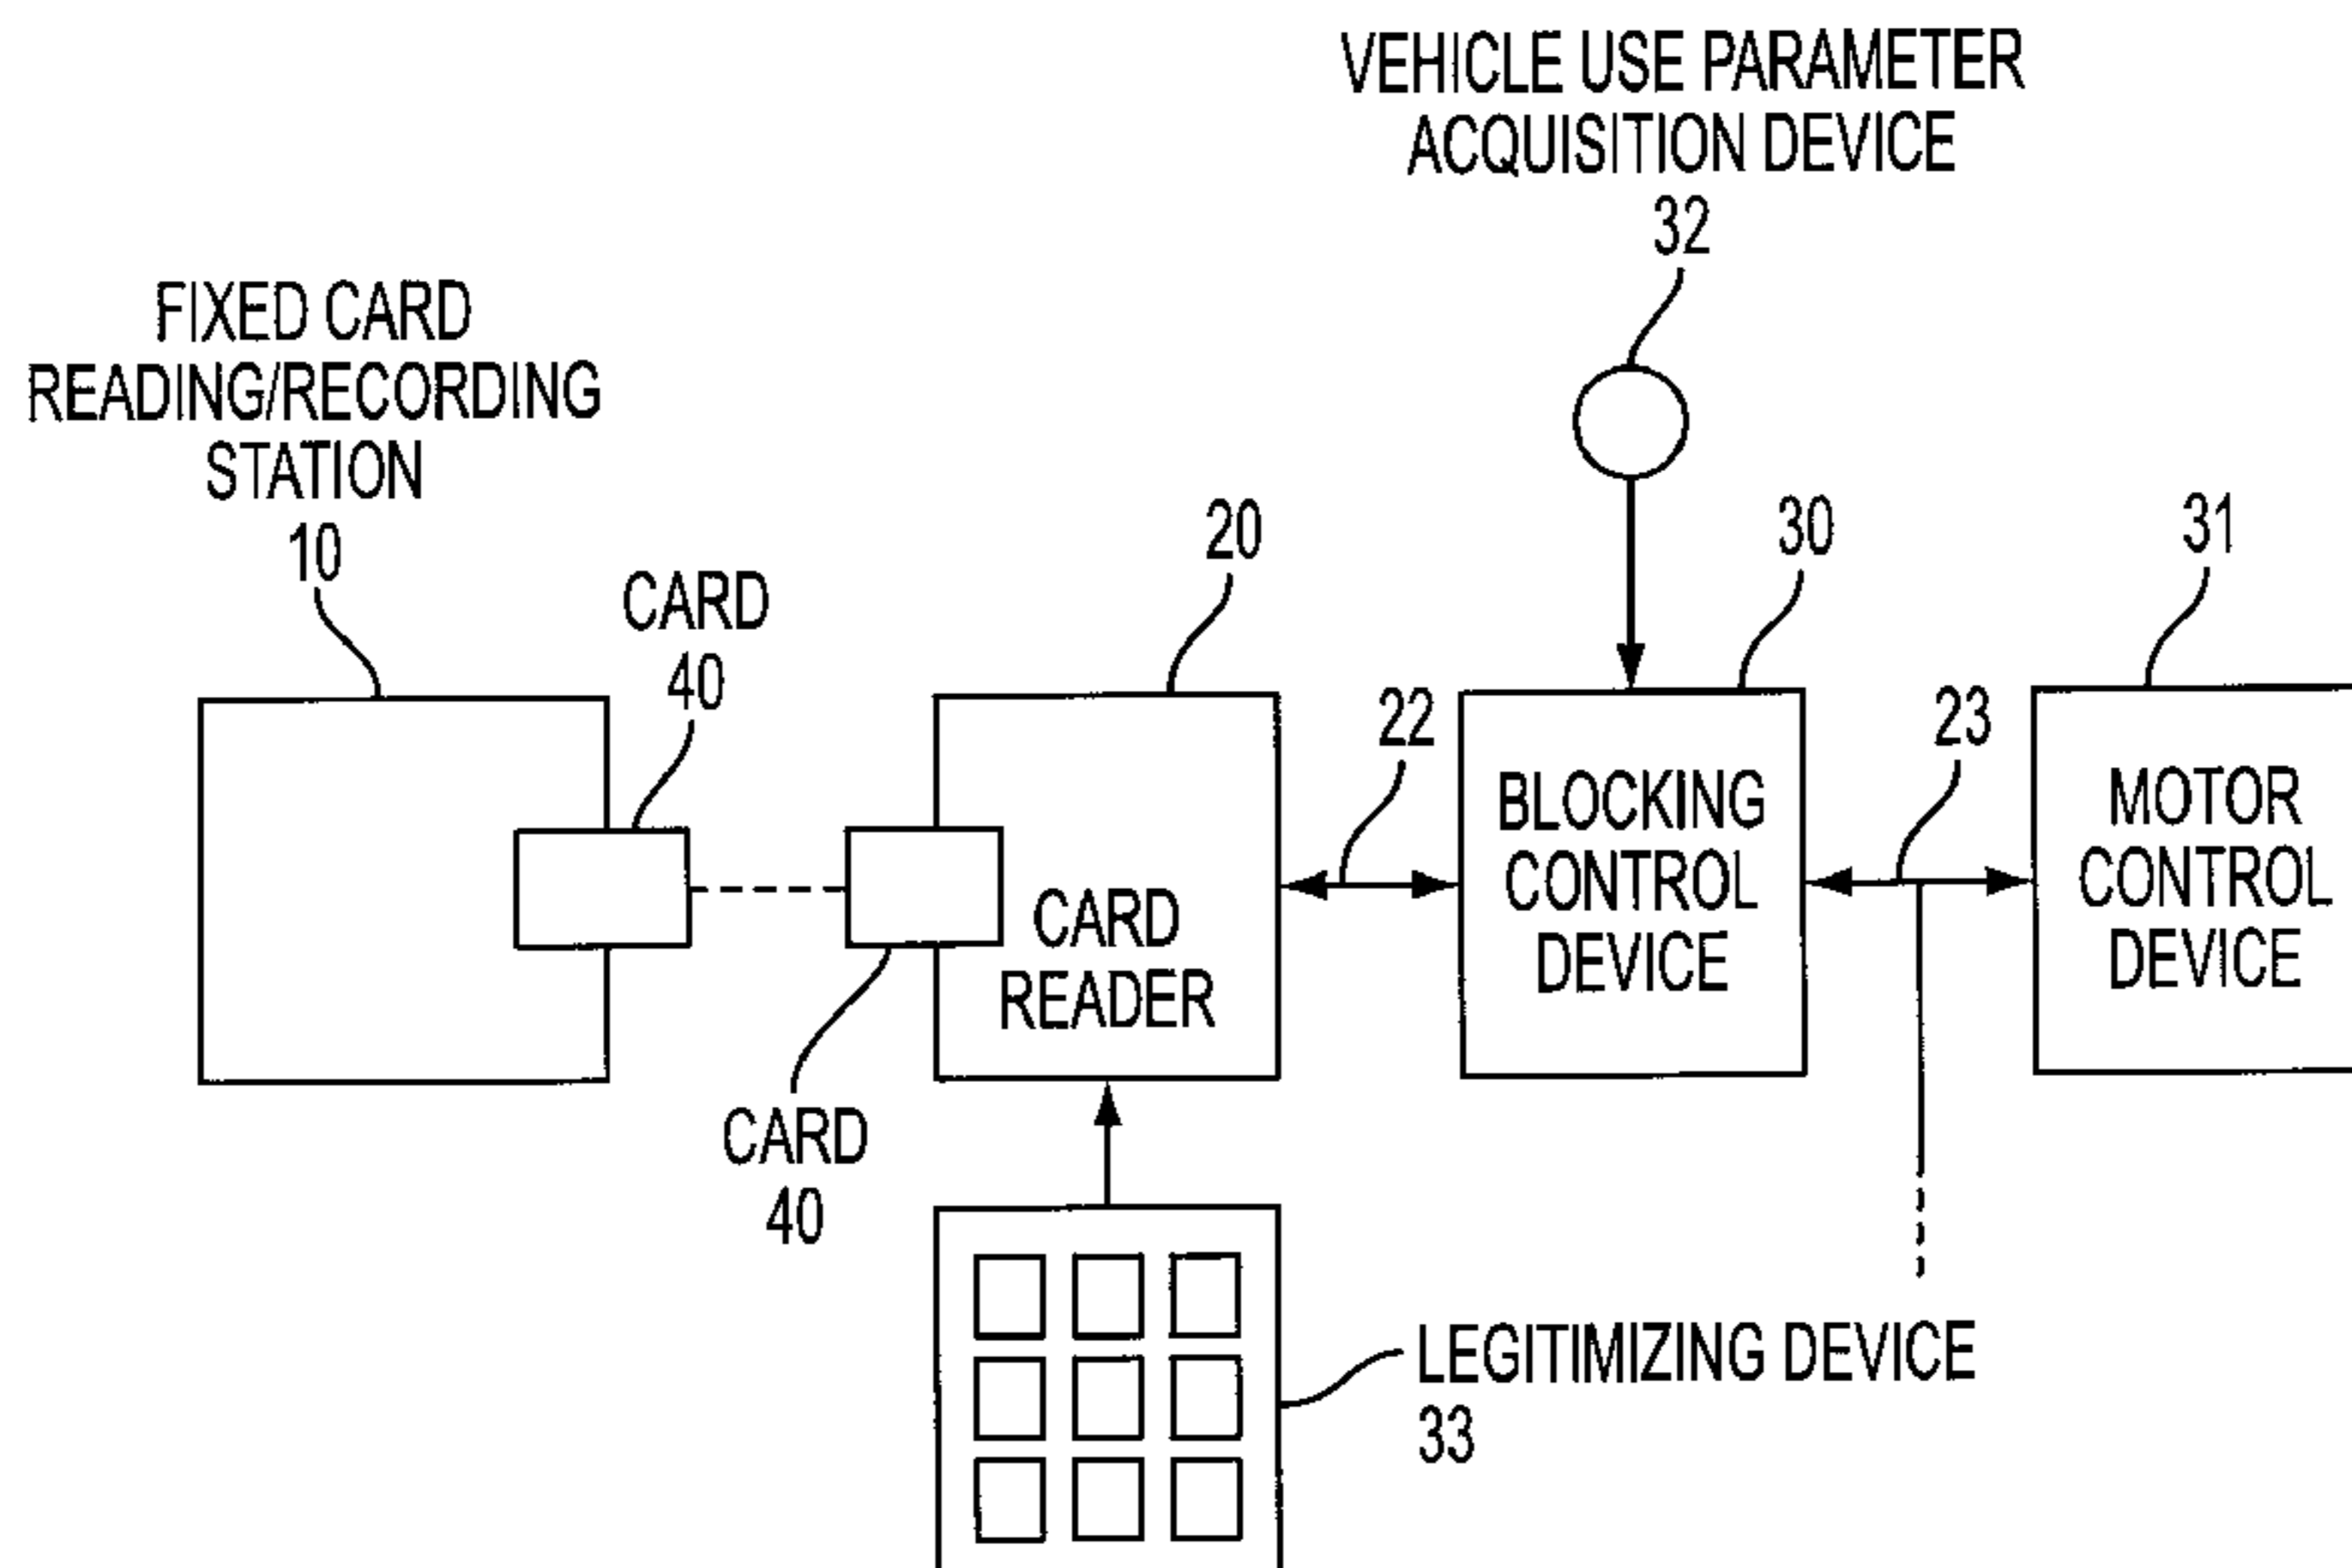 VEHICLE USE PARAMETER
ACQUISITION DEVICE
32
FIXED CARD
READING/RECORDING
STATION
10
CARD
40
20
30
31
22
23
CARD
READER
BLOCKING
CONTROL
DEVICE
MOTOR
CONTROL
DEVICE
CARD
40
LEGITIMIZING DEVICE
33